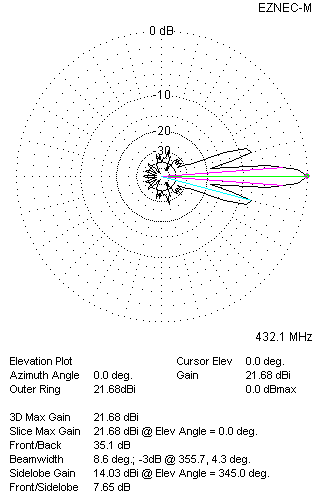 EZNEC-M
0 dB
10
20
30
432.1 MHz
Elevation Plot Cursor Elev 0.0 deg.
Azimuth Angle 0.0 deg. Gain 21.68 dBi
Outer Ring 21.68dBi 0.0 dBmax
3D Max Gain 21.68 dBi
Slice Max Gain 21.68 dBi @ Elev Angle = 0.0 deg.
Front/Back 35.1 dB
Beamwidth 8.6 deg.; -3dB @ 355.7, 4.3 deg.
Sidelobe Gain 14.03 dBi @ Elev Angle = 345.0 deg.
Front/Sidelobe 7.65 dB